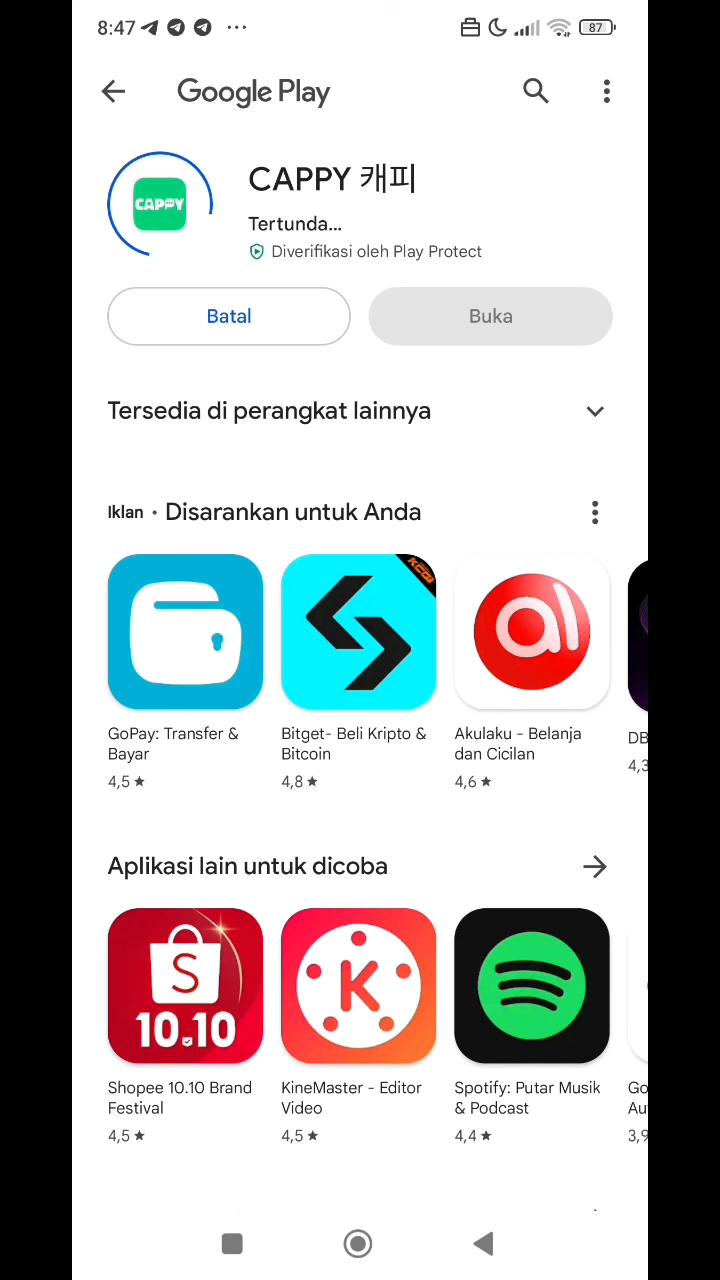 8:47
87
Google Play
CAPPY
CAPPY 캐피
Tertunda...
Diverifikasi oleh Play Protect
Batal
Buka
Tersedia di perangkat lainnya
Iklan • Disarankan untuk Anda
KCGI
al
GoPay: Transfer &
Bayar
4,5 ★
Bitget- Beli Kripto &
Bitcoin
4,8 ★
Akulaku - Belanja
dan Cicilan
4,6 ★
DB
4,3
Aplikasi lain untuk dicoba
S
10.10
K
Shopee 10.10 Brand
Festival
4,5 ★
KineMaster - Editor
Video
4,5 ★
Spotify: Putar Musik
& Podcast
4,4 ★
Go
Au
3,9